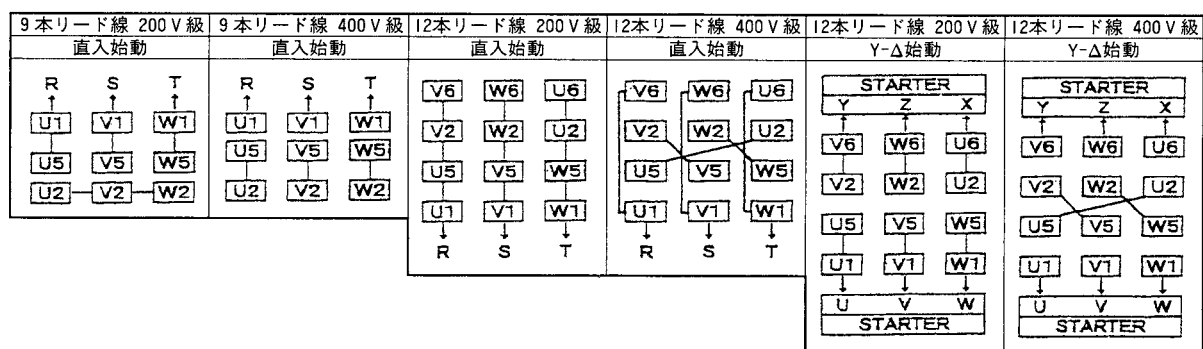 9本リード線 200V級 9本リード線 400V級 12本リード線 200V級 12本リード線 400V級 12本リード線 200V級 12本リード線 400V級
直入始動 直入始動 直入始動 直入始動 Y-Δ始動 Y-Δ始動
R S T
U1 V1 W1
U5 V5 W5
U2 V2 W2
R S T
U1 V1 W1
U5 V5 W5
U2 V2 W2
V6 W6 U6
V2 W2 U2
U5 V5 W5
U1 V1 W1
R S T
V6 W6 U6
V2 W2 U2
U5 V5 W5
U1 V1 W1
R S T
STARTER
Y Z X
V6 W6 U6
V2 W2 U2
U5 V5 W5
U1 V1 W1
U V W
STARTER
STARTER
Y Z X
V6 W6 U6
V2 W2 U2
U5 V5 W5
U1 V1 W1
U V W
STARTER